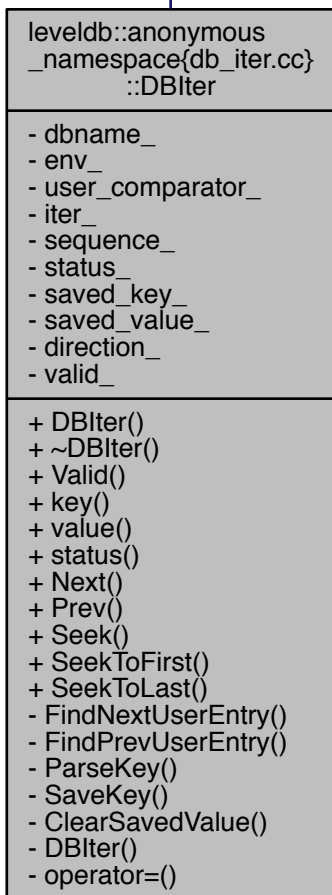 leveldb::anonymous
_namespace{db_iter.cc}
::DBIter
- dbname_
- env_
- user_comparator_
- iter_
- sequence_
- status_
- saved_key_
- saved_value_
- direction_
- valid_
+ DBIter()
+ ~DBIter()
+ Valid()
+ key()
+ value()
+ status()
+ Next()
+ Prev()
+ Seek()
+ SeekToFirst()
+ SeekToLast()
- FindNextUserEntry()
- FindPrevUserEntry()
- ParseKey()
- SaveKey()
- ClearSavedValue()
- DBIter()
- operator=()